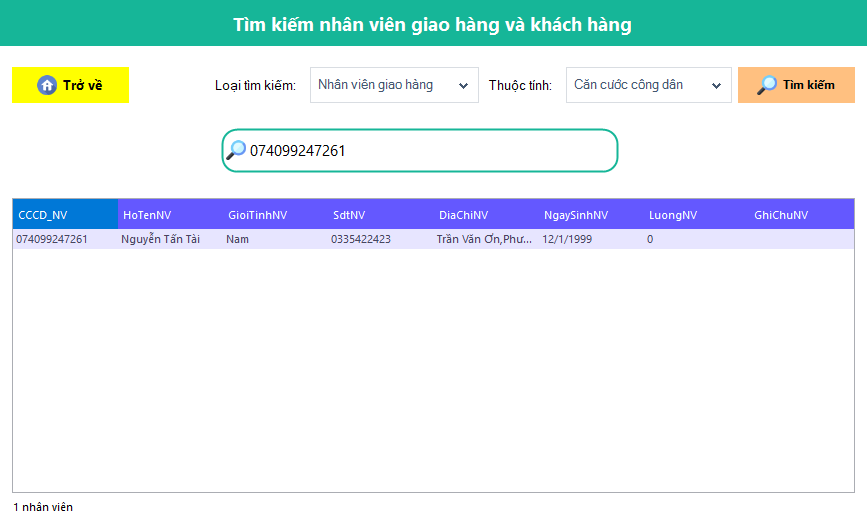 Tìm kiếm nhân viên giao hàng và khách hàng
Trở về Loại tìm kiếm: Nhân viên giao hàng Thuộc tính: Căn cước công dân Tìm kiếm
074099247261
CCCD_NV HoTenNV GioiTinhNV SdtNV DiaChiNV NgaySinhNV LuongNV GhiChuNV
074099247261 Nguyễn Tấn Tài Nam 0335422423 Trần Văn Ơn,Phư... 12/1/1999 0
1 nhân viên